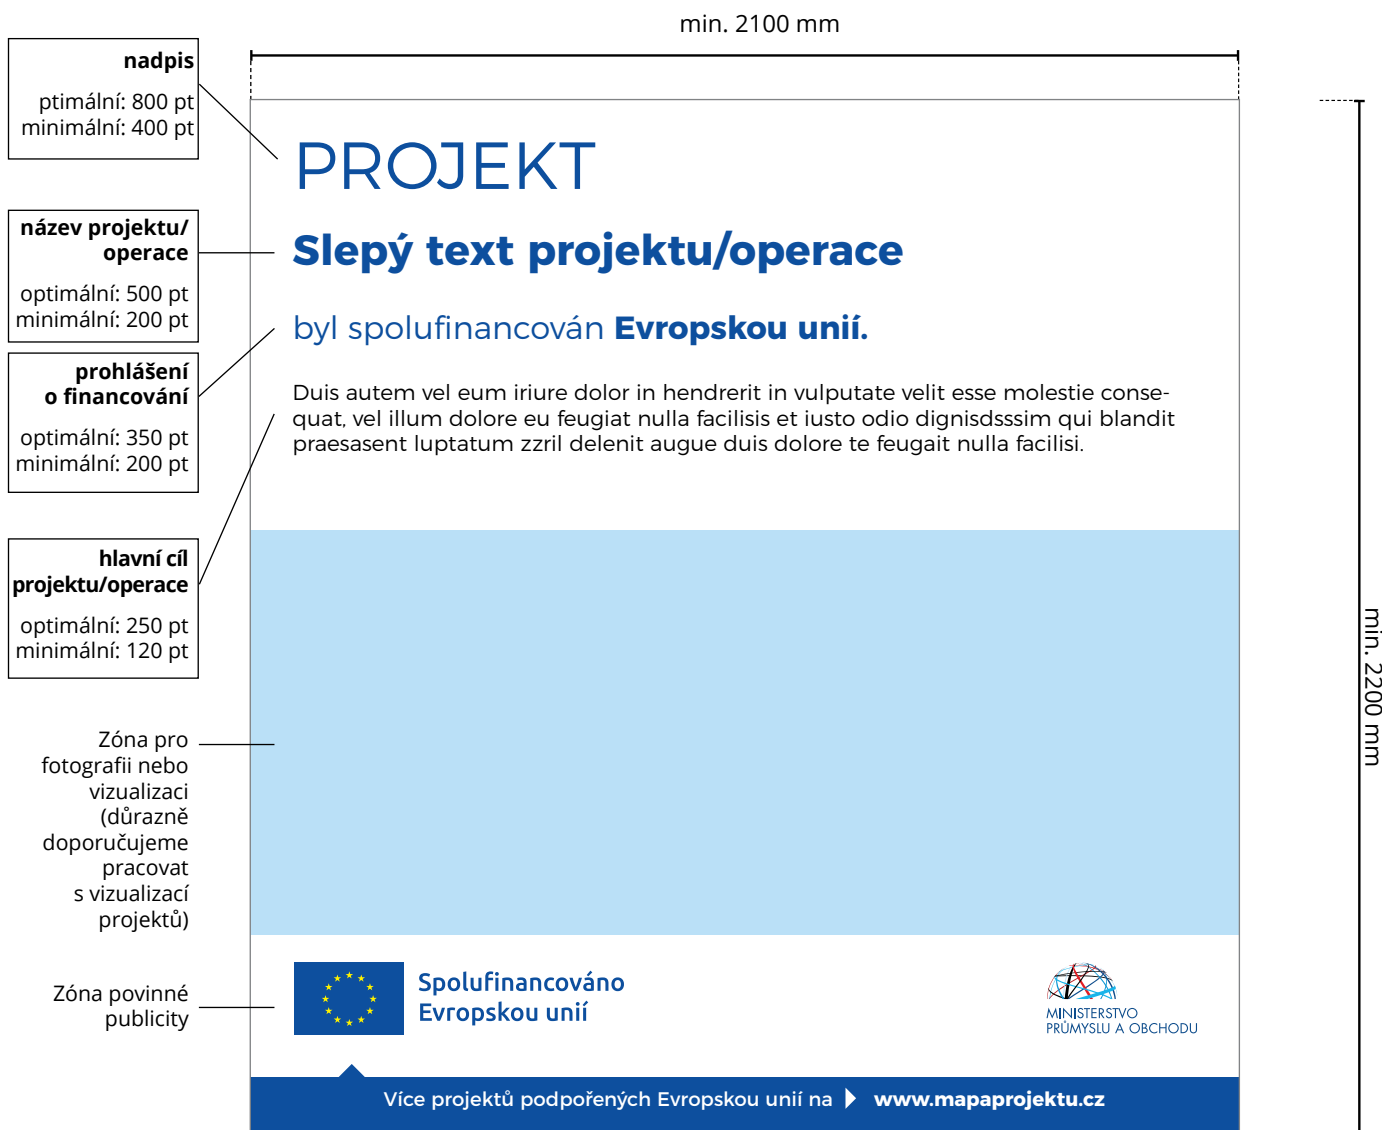 min. 2100 mm
nadpis
ptimální: 800 pt
minimální: 400 pt
PROJEKT
název projektu/
operace
optimální: 500 pt
minimální: 200 pt
Slepý text projektu/operace
byl spolufinancován Evropskou unií.
prohlášení
o financování
optimální: 350 pt
minimální: 200 pt
Duis autem vel eum iriure dolor in hendrerit in vulputate velit esse molestie conse-
quat, vel illum dolore eu feugiat nulla facilisis et iusto odio dignisdsssim qui blandit
praesasent luptatum zzril delenit augue duis dolore te feugait nulla facilisi.
hlavní cíl
projektu/operace
optimální: 250 pt
minimální: 120 pt
min. 2200 mm
Zóna pro
fotografii nebo
vizualizaci
(důrazně
doporučujeme
pracovat
s vizualizací
projektů)
Zóna povinné
publicity
Spolufinancováno
Evropskou unií
MINISTERSTVO
PRŮMYSLU A OBCHODU
Více projektů podpořených Evropskou unií na www.mapaprojektu.cz